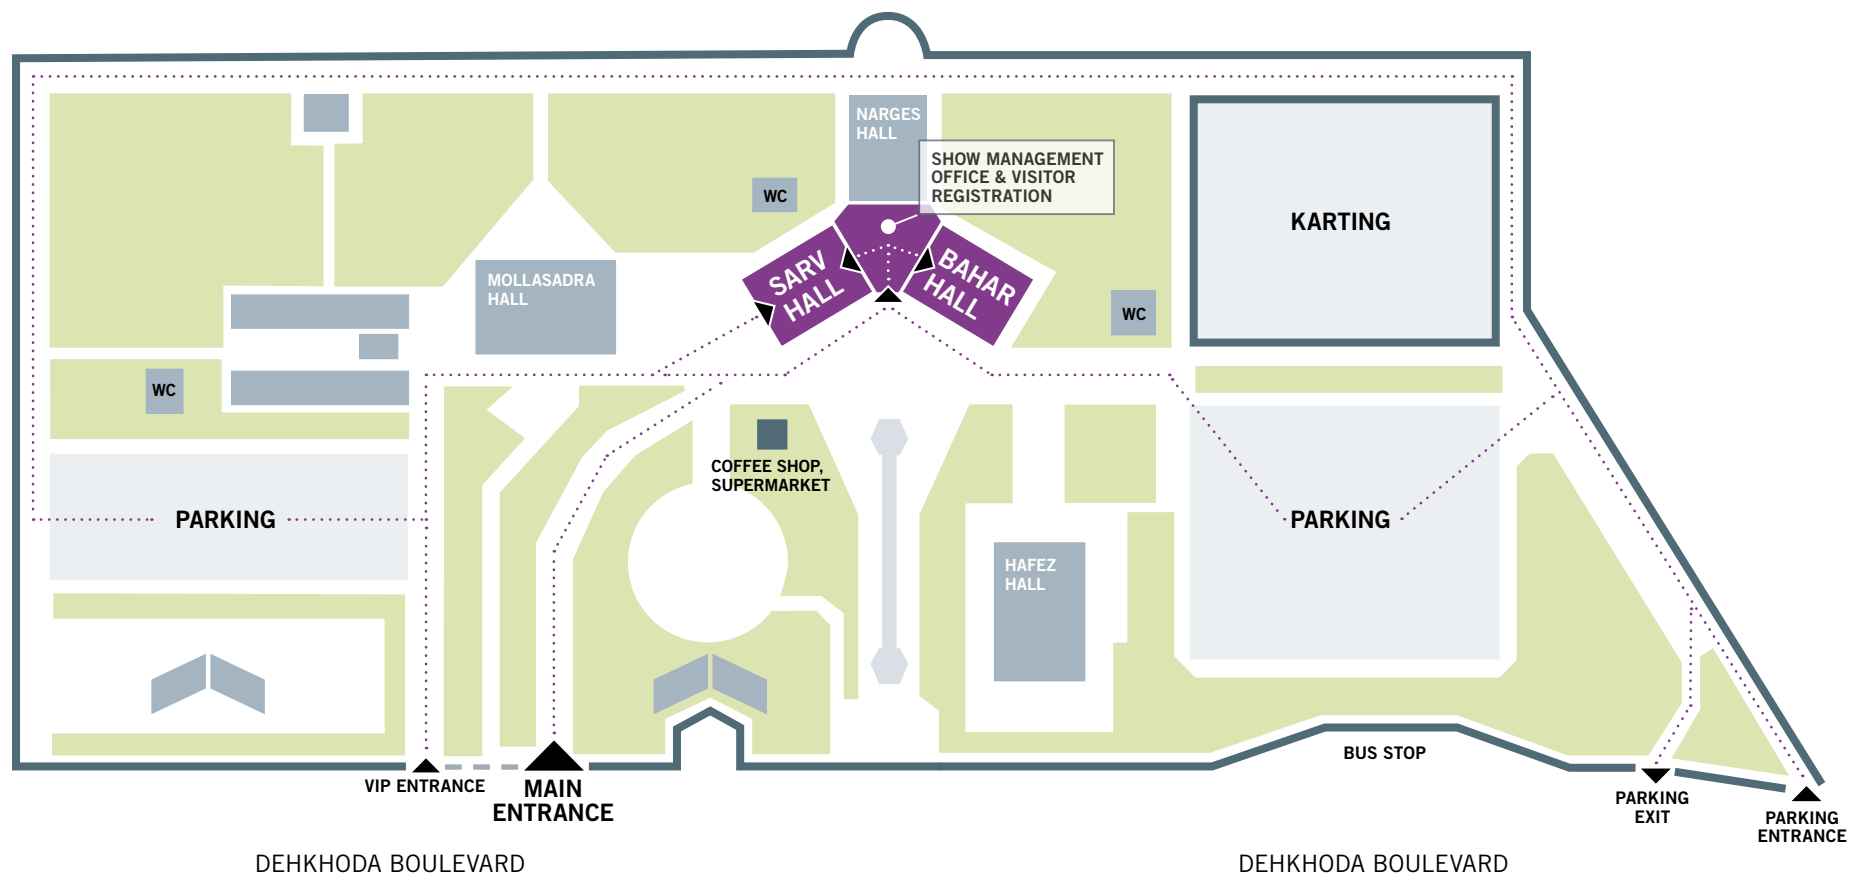 NARGES
HALL
SHOW MANAGEMENT
OFFICE & VISITOR
REGISTRATION
WC
KARTING
SARV
HALL
BAHAR
HALL
MOLLASADRA
HALL
WC
WC
COFFEE SHOP,
SUPERMARKET
PARKING
PARKING
HAFEZ
HALL
BUS STOP
VIP ENTRANCE
MAIN
ENTRANCE
PARKING
EXIT
PARKING
ENTRANCE
DEHKHODA BOULEVARD
DEHKHODA BOULEVARD